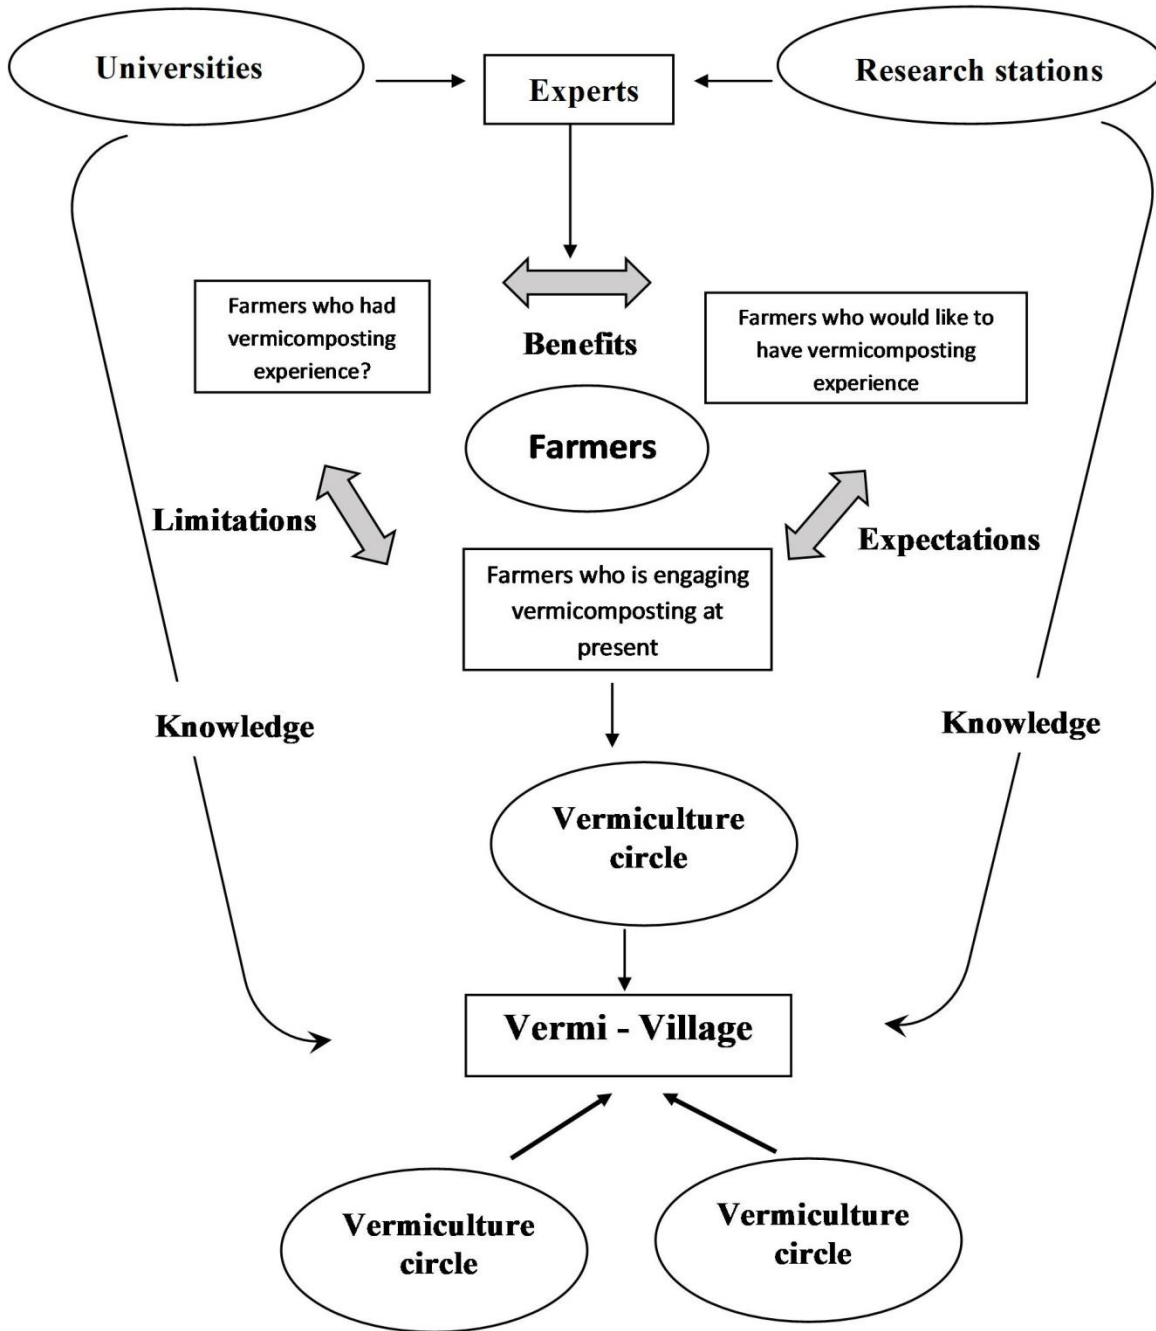 Universities
Experts
Research stations
Farmers who had
vermicomposting
experience?
Benefits
Farmers who would like to
have vermicomposting
experience
Farmers
Limitations
Expectations
Farmers who is engaging
vermicomposting at
present
Knowledge
Knowledge
Vermiculture
circle
Vermi - Village
Vermiculture
circle
Vermiculture
circle